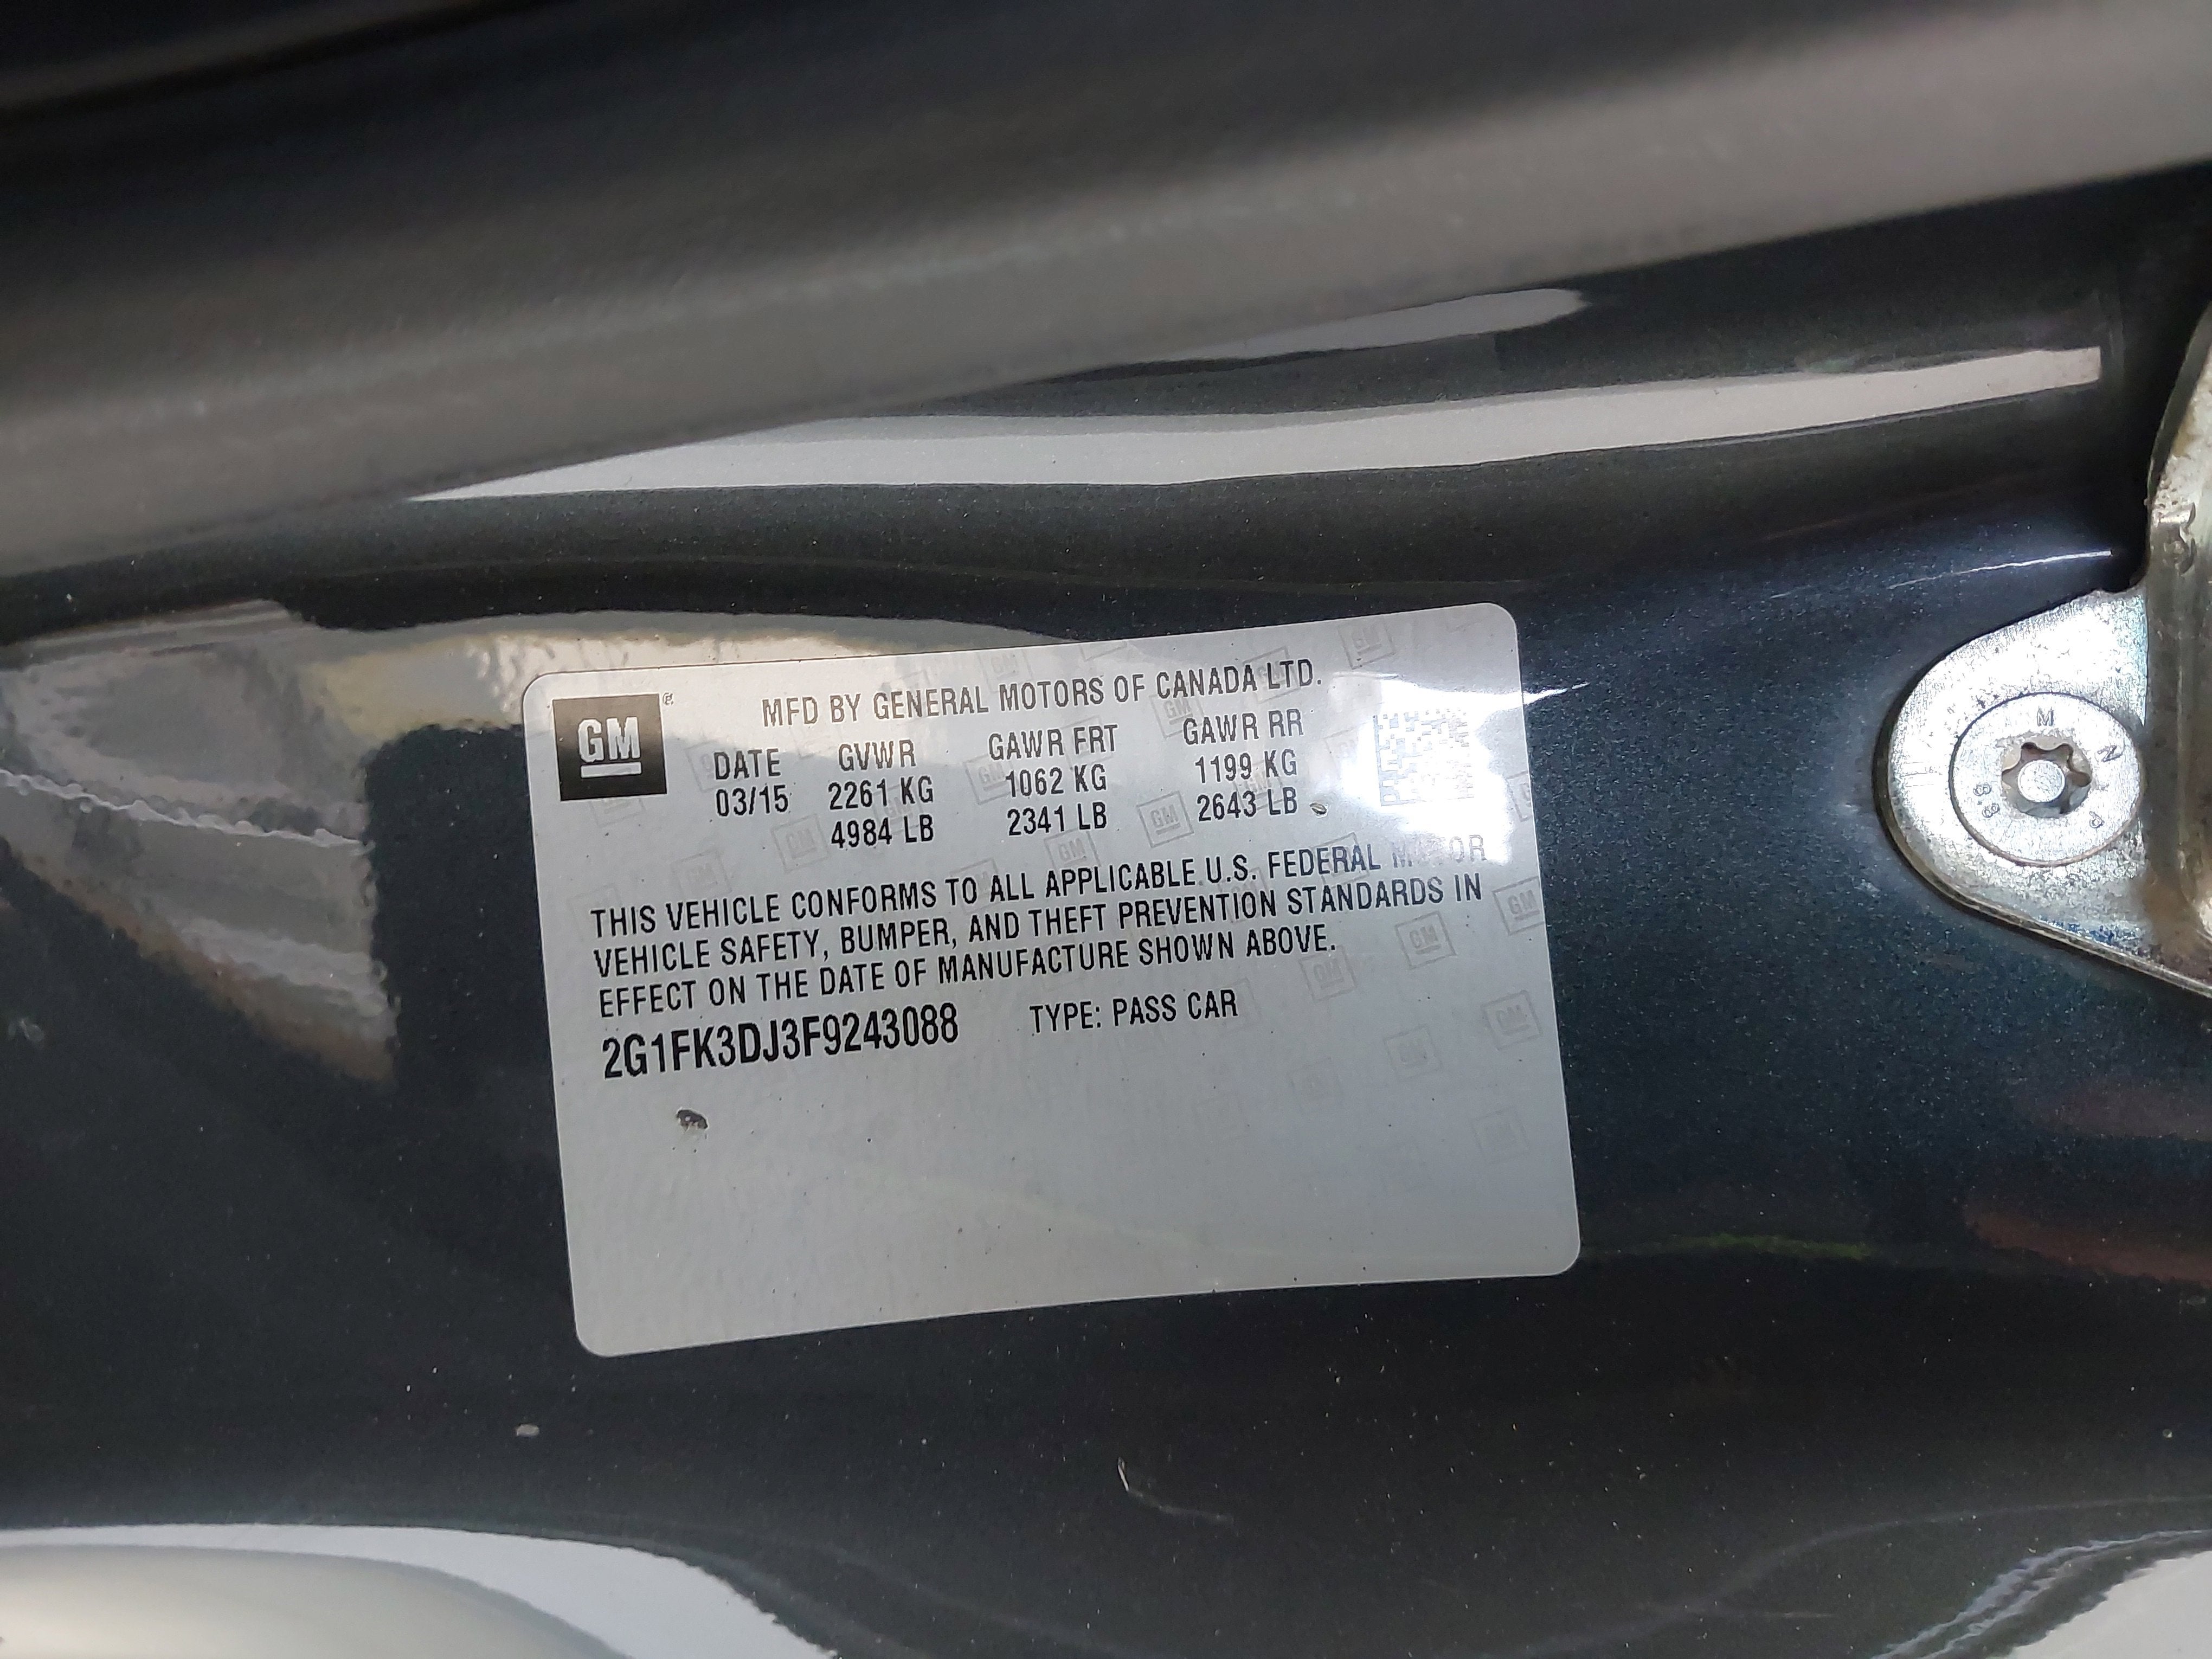 GM
MFD BY GENERAL MOTORS OF CANADA LTD.
DATE GVWR GAWR FRT GAWR RR
03/15 2261 KG 1062 KG 1199 KG
4984 LB 2341 LB 2643 LB
THIS VEHICLE CONFORMS TO ALL APPLICABLE U.S. FEDERAL MOTOR
VEHICLE SAFETY, BUMPER, AND THEFT PREVENTION STANDARDS IN
EFFECT ON THE DATE OF MANUFACTURE SHOWN ABOVE.
2G1FK3DJ3F9243088 TYPE: PASS CAR
8.8